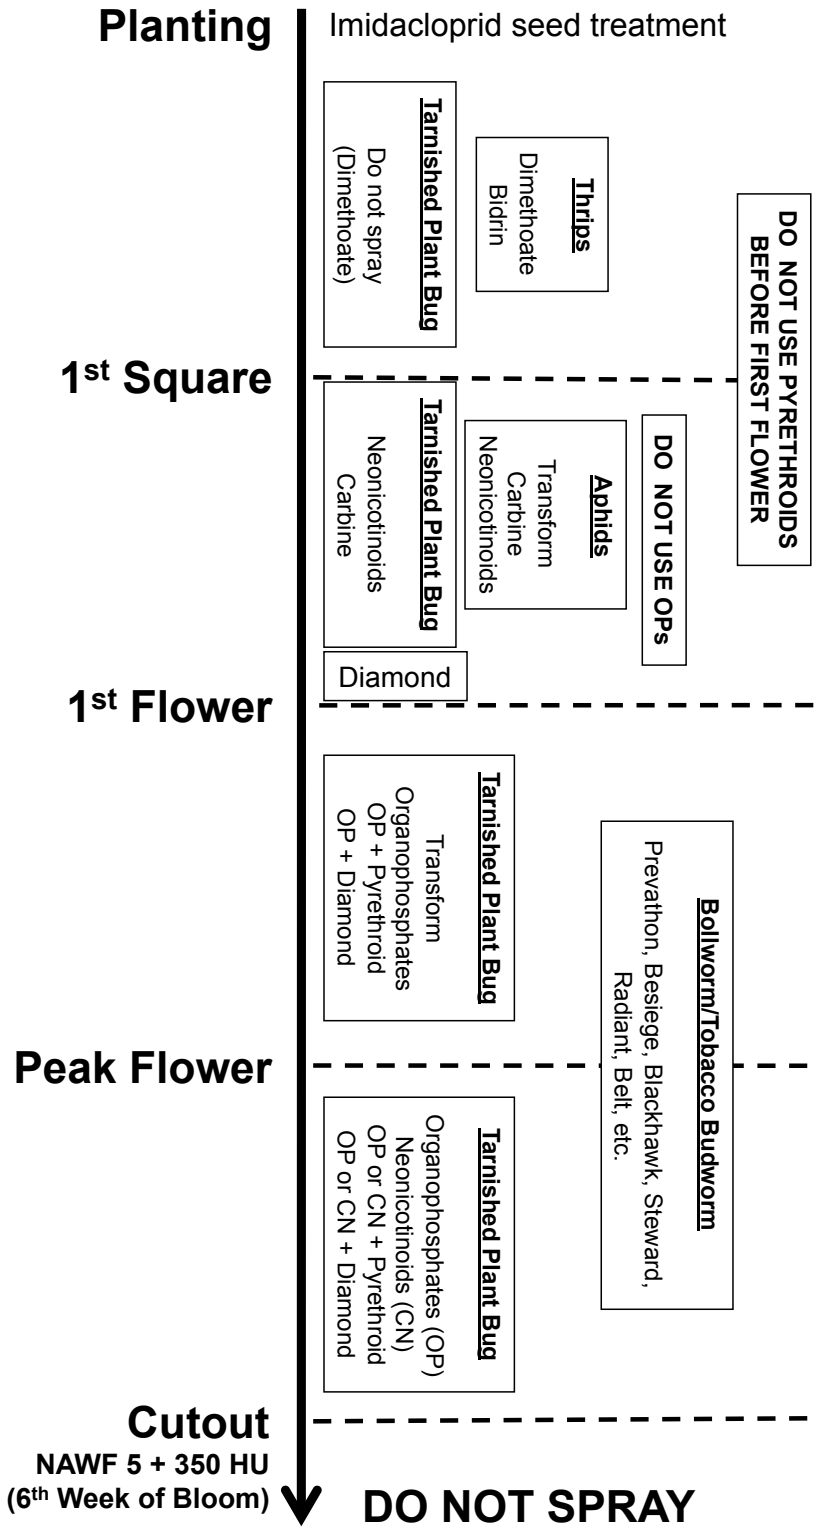 Planting
Imidacloprid seed treatment
Tarnished Plant Bug
Do not spray
(Dimethoate)
Thrips
Dimethoate
Bidrin
DO NOT USE PYRETHROIDS
BEFORE FIRST FLOWER
1st Square
Tarnished Plant Bug
Neonicotinoids
Carbine
Aphids
Transform
Carbine
Neonicotinoids
DO NOT USE OPs
Diamond
1st Flower
Tarnished Plant Bug
Transform
Organophosphates
OP + Pyrethroid
OP + Diamond
Bollworm/Tobacco Budworm
Prevathon, Besiege, Blackhawk, Steward,
Radiant, Belt, etc.
Peak Flower
Tarnished Plant Bug
Organophosphates (OP)
Neonicotinoids (CN)
OP or CN + Pyrethroid
OP or CN + Diamond
Cutout
NAWF 5 + 350 HU
(6th Week of Bloom)
DO NOT SPRAY